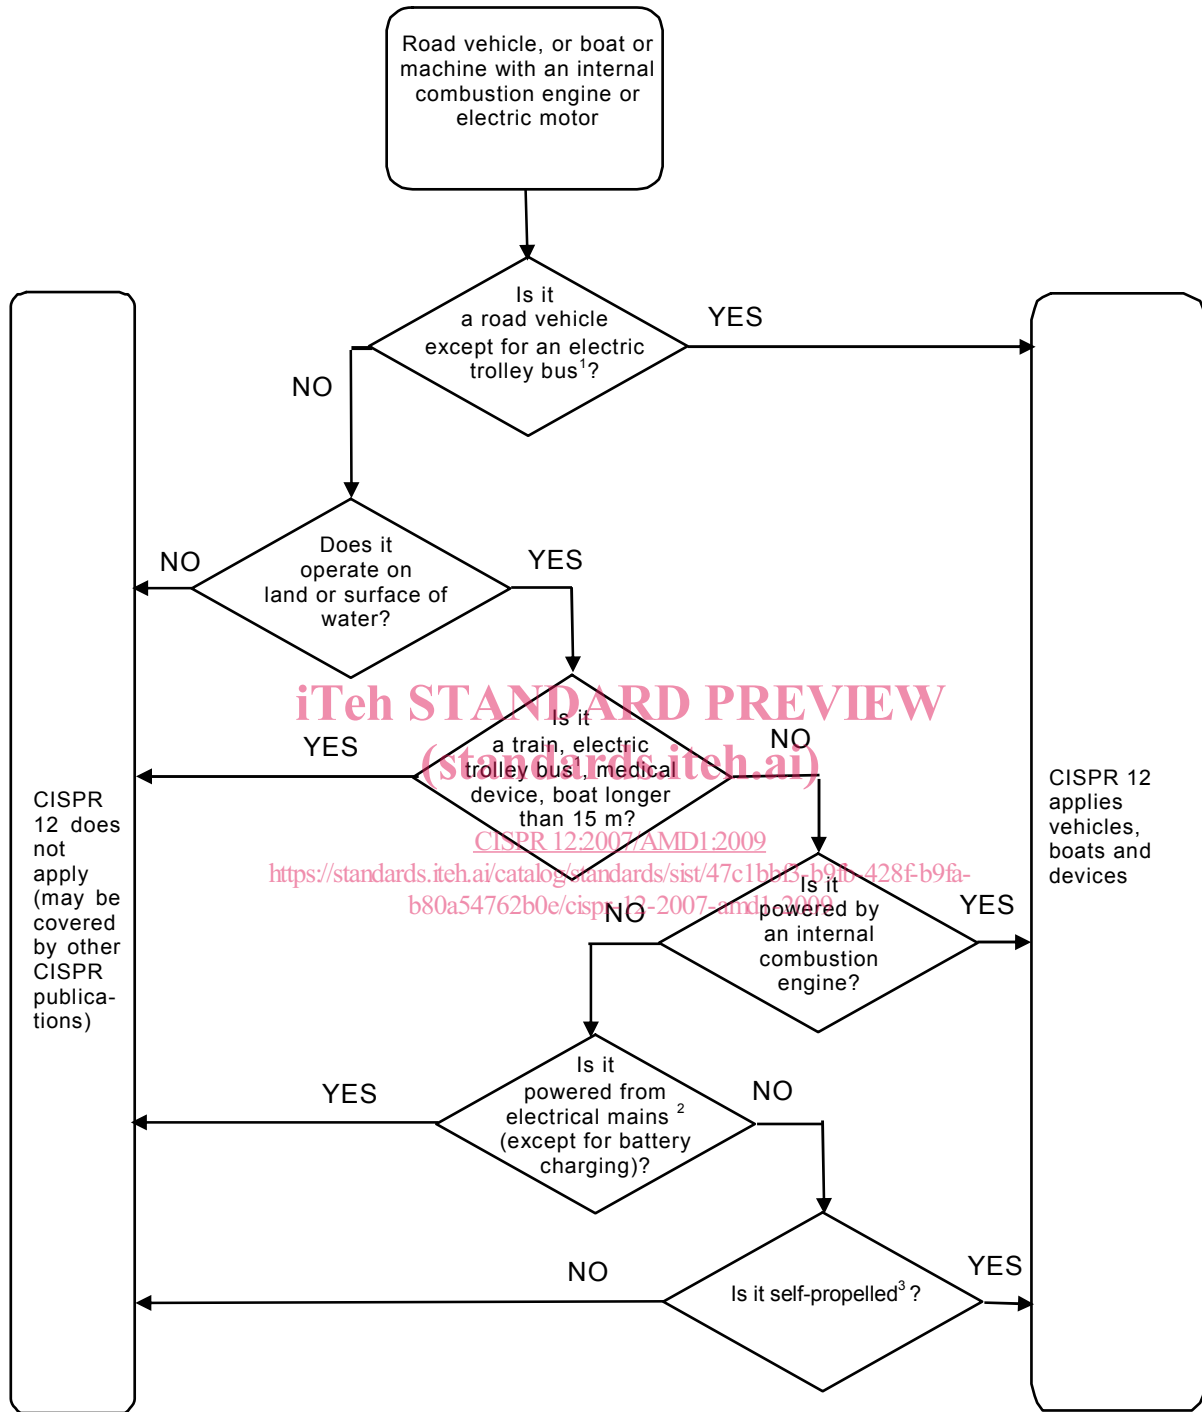 Road vehicle, or boat or
machine with an internal
combustion engine or
electric motor
Is it
a road vehicle
except for an electric
trolley bus1?
YES
NO
Does it
operate on
land or surface of
water?
NO
YES
iTeh STANDARD PREVIEW
(standards.iteh.ai)
Is it
a train, electric
trolley bus1, medical
device, boat longer
than 15 m?
YES
NO
CISPR 12:2007/AMD1:2009
https://standards.iteh.ai/catalog/standards/sist/47c1bbf3-b9fb-428f-b9fa-
b80a54762b0e/cispr-12-2007-amd1-2009
Is it
powered by
an internal
combustion
engine?
NO
YES
Is it
powered from
electrical mains 2
(except for battery
charging)?
YES
NO
Is it self-propelled3 ?
NO
YES
CISPR
12 does
not
apply
(may be
covered
by other
CISPR
publica-
tions)
CISPR 12
applies
vehicles,
boats and
devices